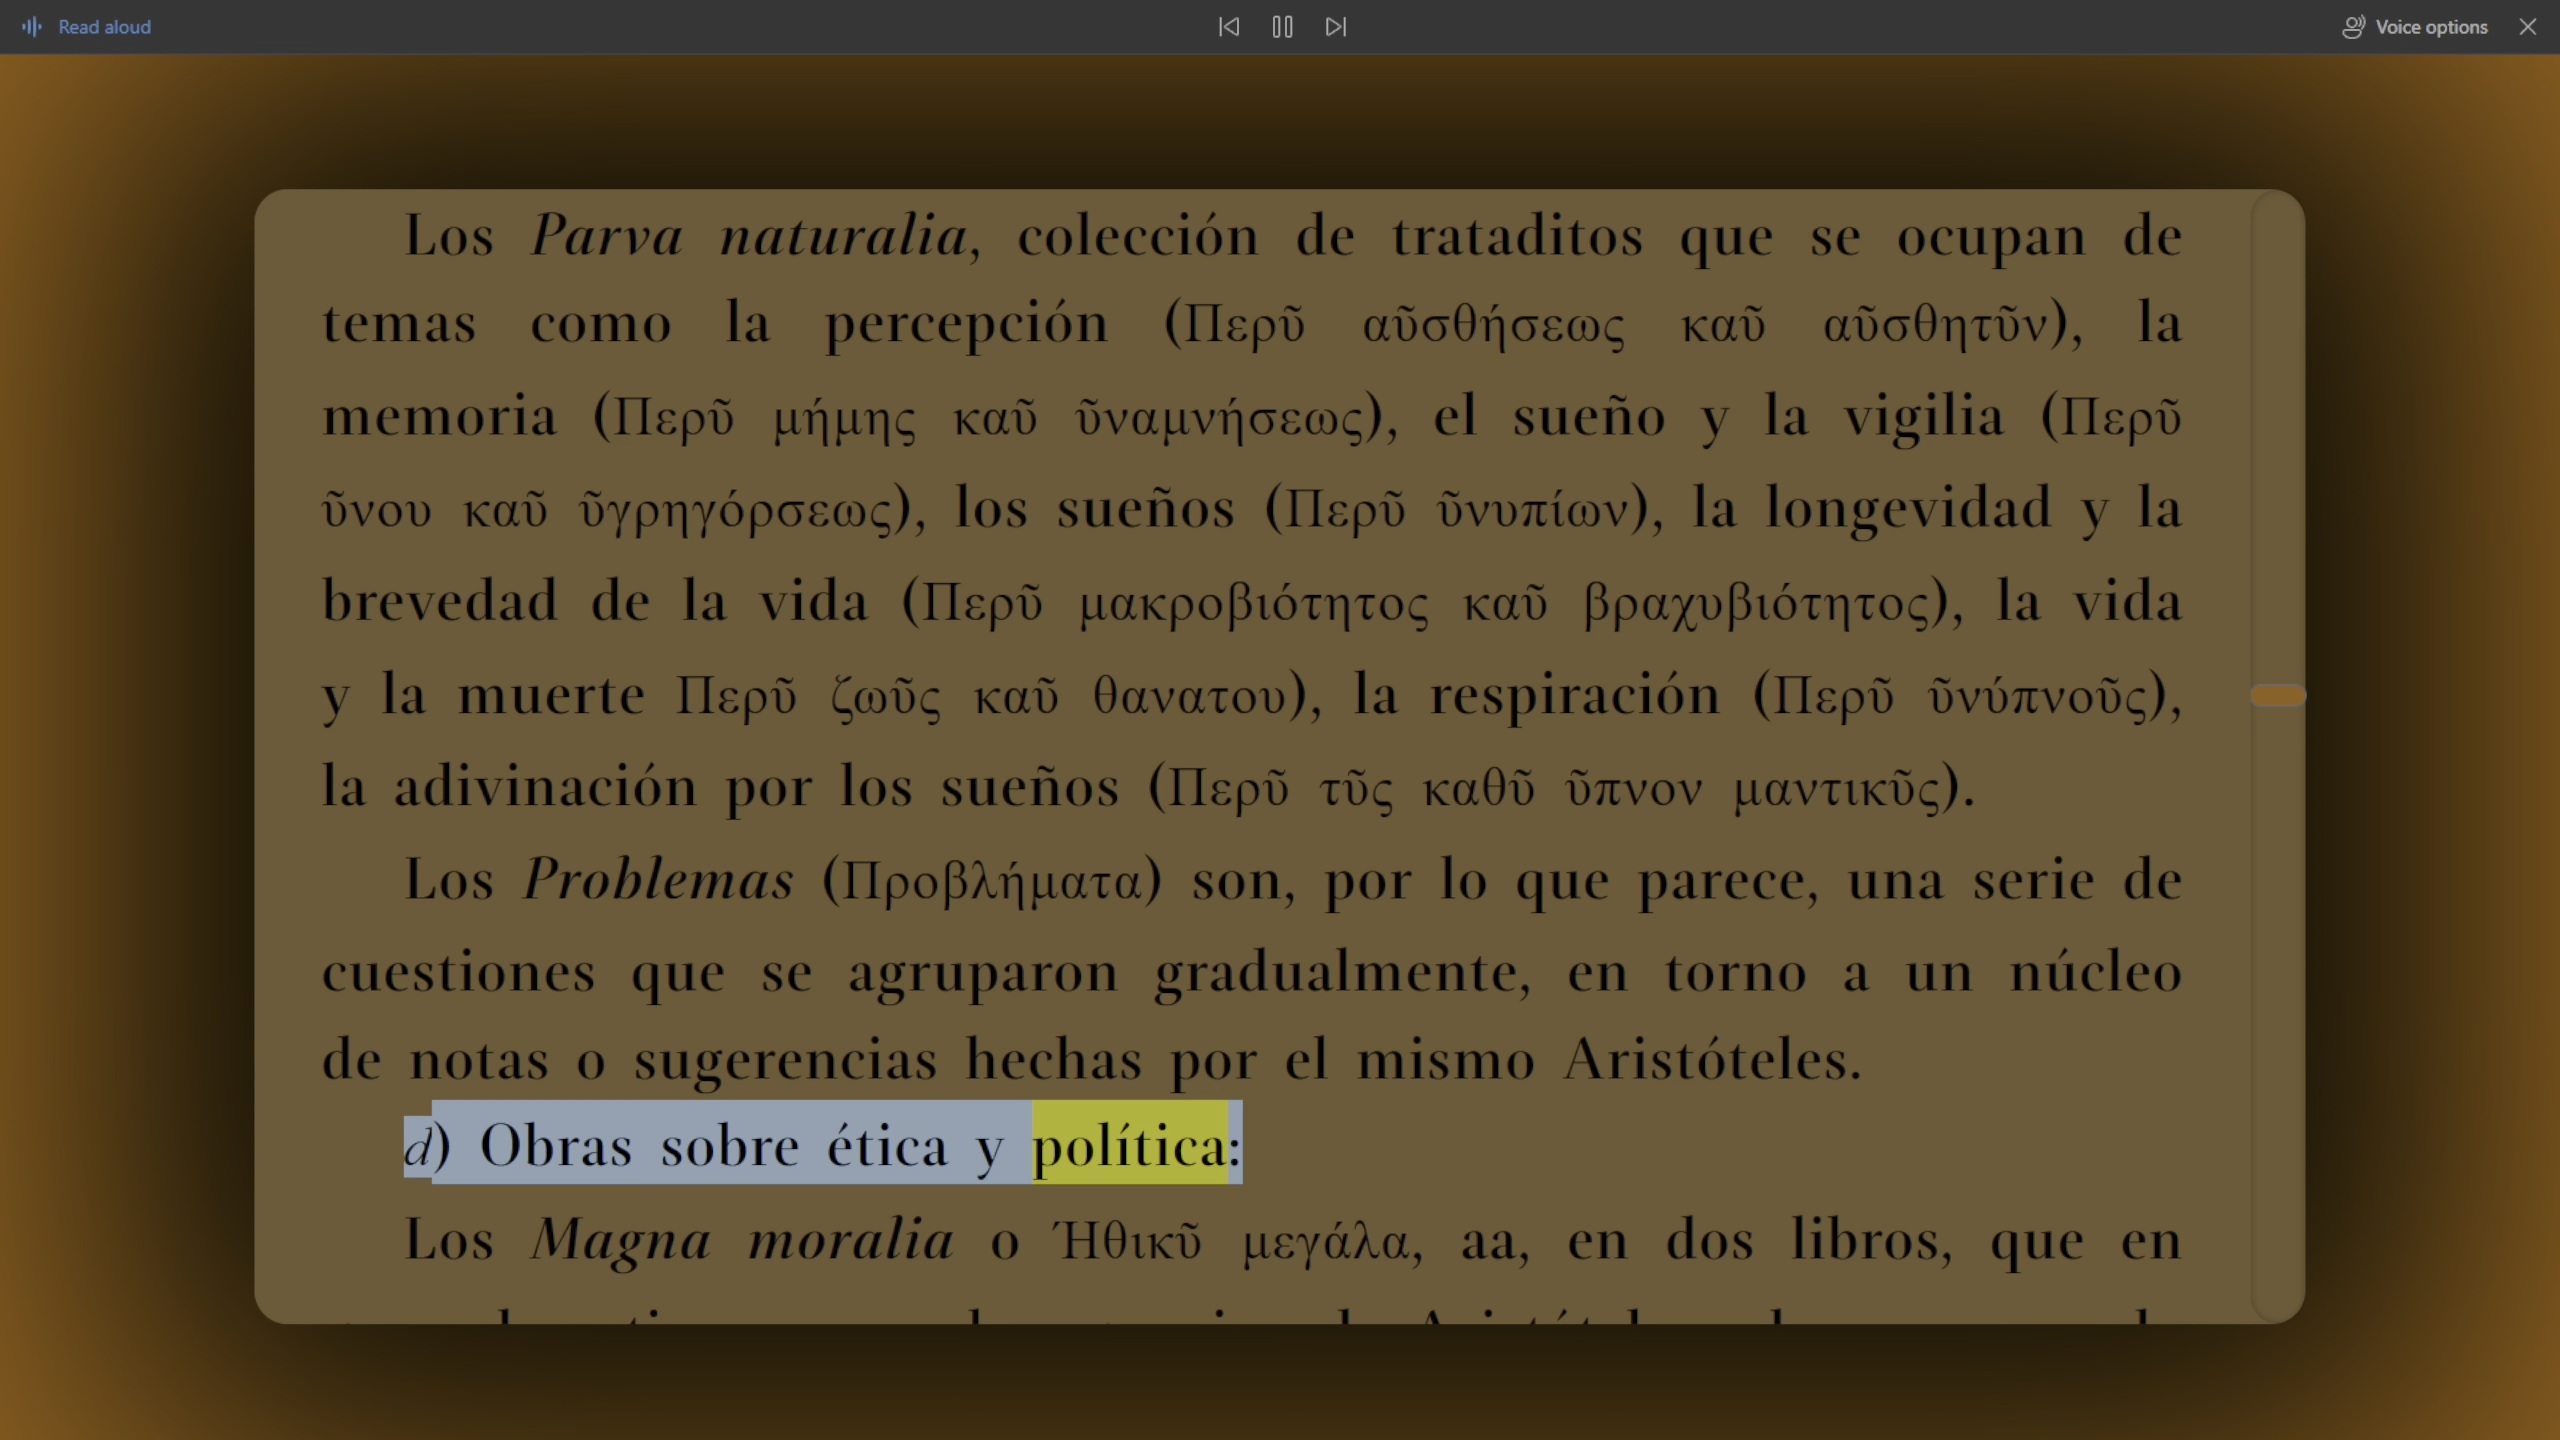 Read aloud
Voice options
Los Parva naturalia, colección de trataditos que se ocupan de
temas como la percepción (Περῦ αῦσθήσεως καῦ αῦσθητῦν), la
memoria (Περῦ μήμης καῦ ῦναμνήσεως), el sueño y la vigilia (Περῦ
ῦνου καῦ ῦγρηγόρσεως), los sueños (Περῦ ῦνυπίων), la longevidad y la
brevedad de la vida (Περῦ μακροβιότητος καῦ βραχυβιότητος), la vida
y la muerte Περῦ ζωῦς καῦ θανατου), la respiración (Περῦ ῦνύπνοῦς),
la adivinación por los sueños (Περῦ τῦς καθῦ ῦπνον μαντικῦς).
Los Problemas (Προβλήματα) son, por lo que parece, una serie de
cuestiones que se agruparon gradualmente, en torno a un núcleo
de notas o sugerencias hechas por el mismo Aristóteles.
d) Obras sobre ética y política:
Los Magna moralia o Ήθικῦ μεγάλα, aa, en dos libros, que en